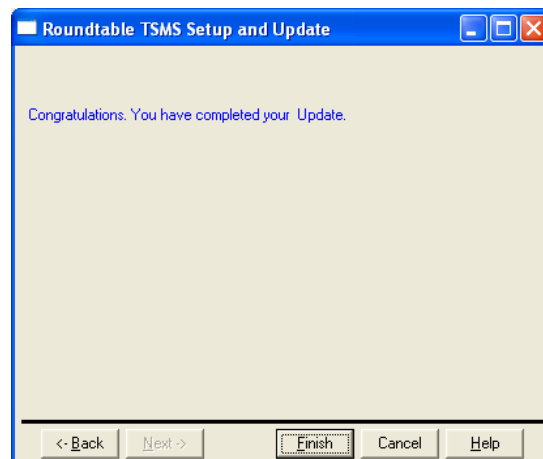 Roundtable TSMS Setup and Update
Congratulations. You have completed your Update.
<- Back Next -> Finish Cancel Help